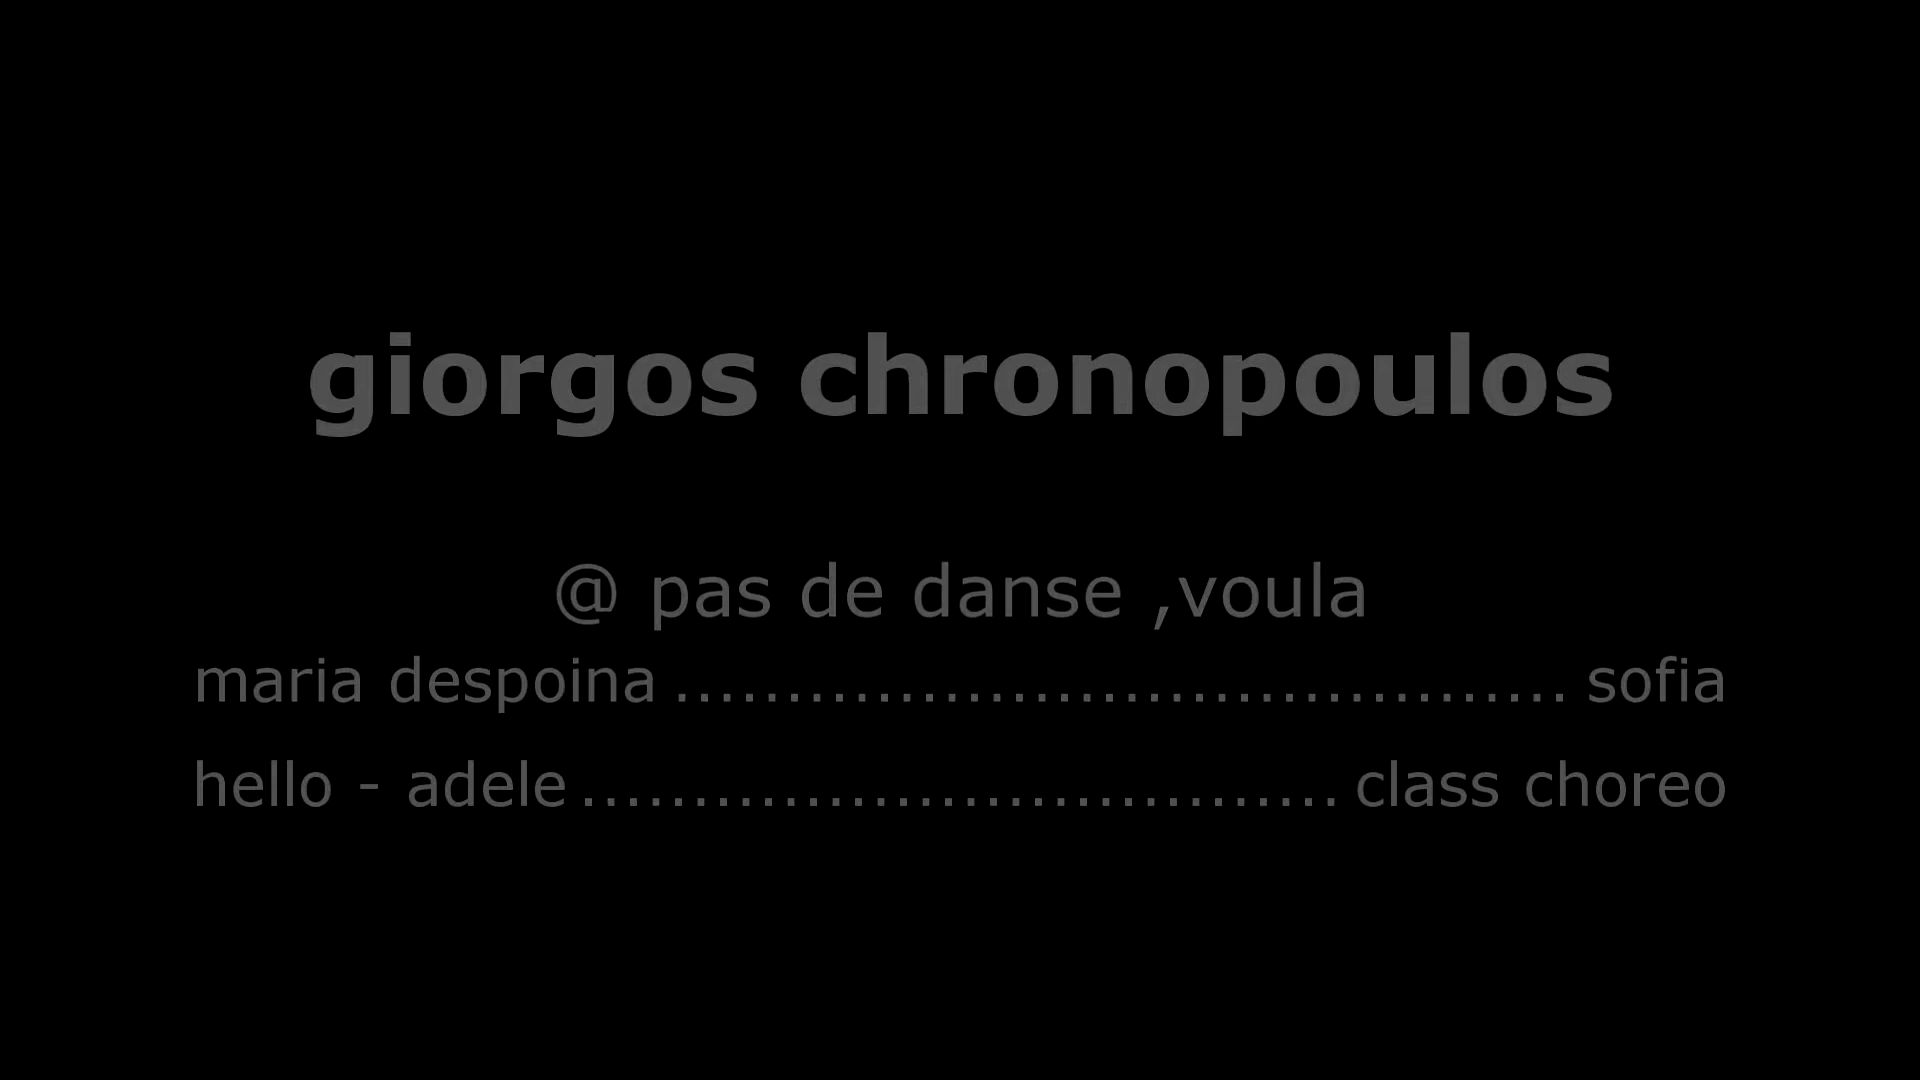 giorgos chronopoulos
@ pas de danse ,voula
maria despoina ........................................ sofia
hello - adele .................................. class choreo